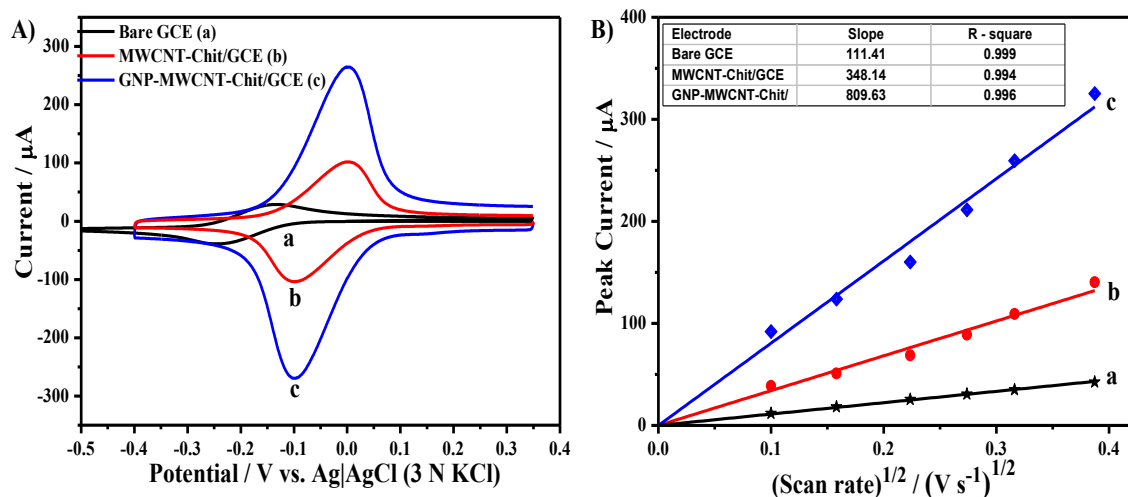 A)
Bare GCE (a)
MWCNT-Chit/GCE (b)
GNP-MWCNT-Chit/GCE (c)
300
200
100
0
-100
-200
-300
Current / µA
a
b
c
-0.5 -0.4 -0.3 -0.2 -0.1 0.0 0.1 0.2 0.3 0.4
Potential / V vs. Ag|AgCl (3 N KCl)
B)
Electrode Slope R - square
Bare GCE 111.41 0.999
MWCNT-Chit/GCE 348.14 0.994
GNP-MWCNT-Chit/ 809.63 0.996
400
300
200
100
0
Peak Current / µA
c
b
a
0.0 0.1 0.2 0.3 0.4
(Scan rate)^1/2 / (V s^-1)^1/2